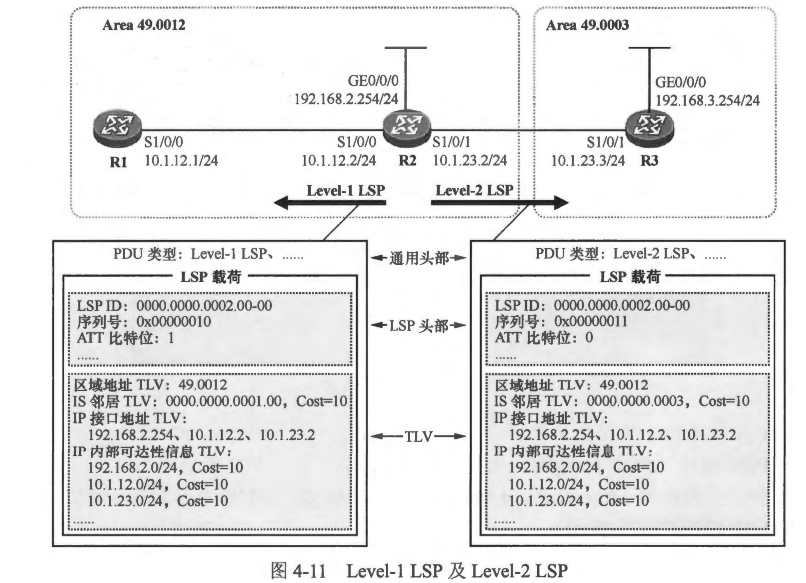 Area 49.0012
Area 49.0003
GE0/0/0
192.168.2.254/24
GE0/0/0
192.168.3.254/24
S1/0/0
R1
10.1.12.1/24
S1/0/0
10.1.12.2/24
R2
S1/0/1
10.1.23.2/24
S1/0/1
10.1.23.3/24
R3
Level-1 LSP
Level-2 LSP
PDU 类型：Level-1 LSP、……
LSP 载荷
LSP ID：0000.0000.0002.00-00
序列号：0x00000010
ATT 比特位：1
……
区域地址 TLV：49.0012
IS 邻居 TLV：0000.0000.0001.00，Cost=10
IP 接口地址 TLV：
192.168.2.254、10.1.12.2、10.1.23.2
IP 内部可达性信息 TLV：
192.168.2.0/24，Cost=10
10.1.12.0/24，Cost=10
10.1.23.0/24，Cost=10
……
通用头部
LSP 头部
TLV
PDU 类型：Level-2 LSP、……
LSP 载荷
LSP ID：0000.0000.0002.00-00
序列号：0x00000011
ATT 比特位：0
……
区域地址 TLV：49.0012
IS 邻居 TLV：0000.0000.0003，Cost=10
IP 接口地址 TLV：
192.168.2.254、10.1.12.2、10.1.23.2
IP 内部可达性信息 TLV：
192.168.2.0/24，Cost=10
10.1.12.0/24，Cost=10
10.1.23.0/24，Cost=10
……
图 4-11 Level-1 LSP 及 Level-2 LSP